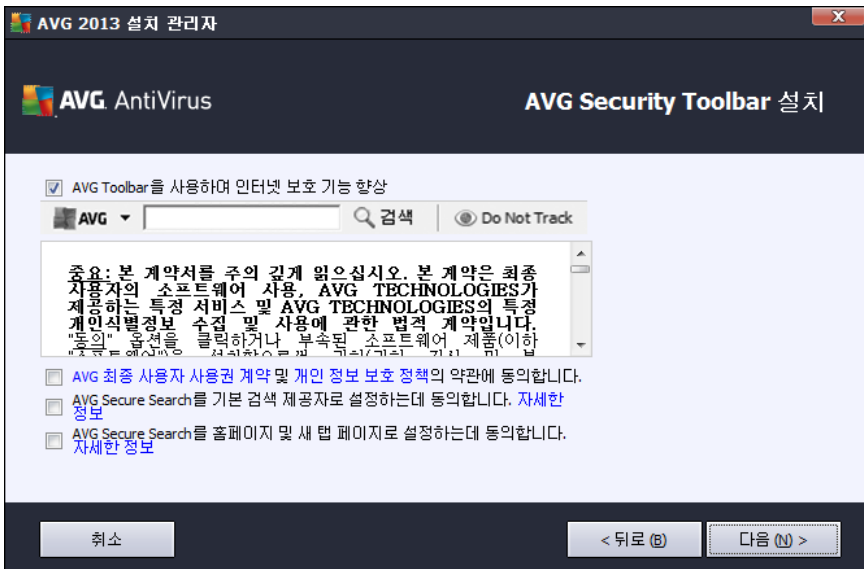 AVG 2013 설치 관리자
AVG AntiVirus
AVG Security Toolbar 설치
AVG Toolbar를 사용하여 인터넷 보호 기능 향상
AVG 검색 Do Not Track
중요: 본 계약서를 주의 깊게 읽으십시오. 본 계약은 최종
사용자의 소프트웨어 사용, AVG TECHNOLOGIES가
제공하는 특정 서비스 및 AVG TECHNOLOGIES의 특정
개인식별정보 수집 및 사용에 관한 법적 계약입니다.
"동의" 옵션을 클릭하거나 부속된 소프트웨어 제품(이하
AVG 최종 사용자 사용권 계약 및 개인 정보 보호 정책의 약관에 동의합니다.
AVG Secure Search를 기본 검색 제공자로 설정하는데 동의합니다. 자세한
정보
AVG Secure Search를 홈페이지 및 새 탭 페이지로 설정하는데 동의합니다.
자세한 정보
취소
< 뒤로 (B)
다음 (N) >